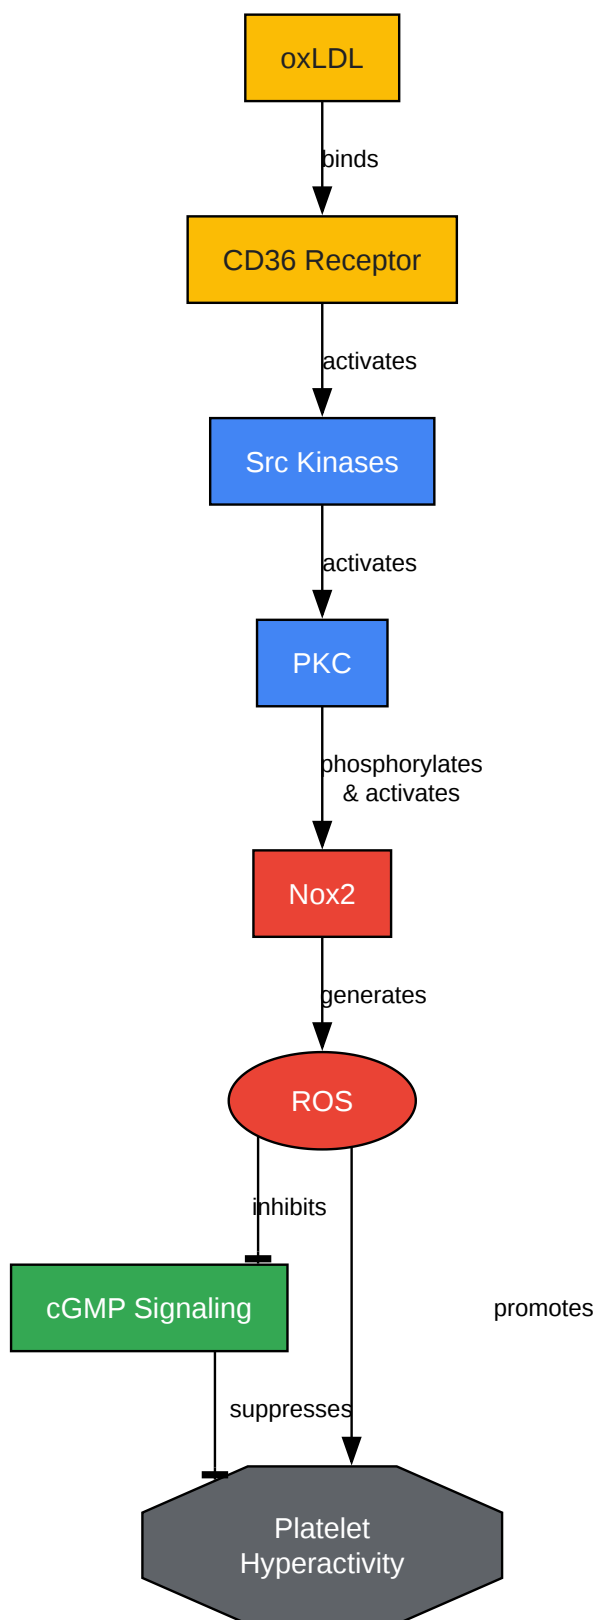 oxLDL
binds
CD36 Receptor
activates
Src Kinases
activates
PKC
phosphorylates
& activates
Nox2
generates
ROS
inhibits
cGMP Signaling
promotes
suppresses
Platelet
Hyperactivity